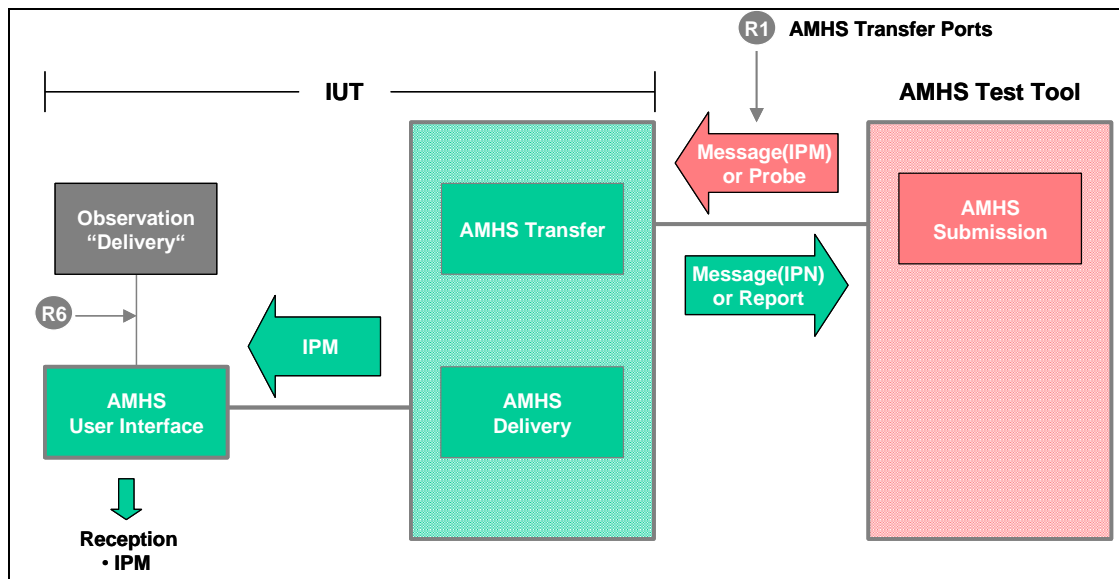 R1
AMHS Transfer Ports
IUT
AMHS Test Tool
Message(IPM)
or Probe
Observation
“Delivery“
AMHS Transfer
AMHS
Submission
Message(IPN)
or Report
R6
IPM
AMHS
User Interface
AMHS
Delivery
Reception
• IPM